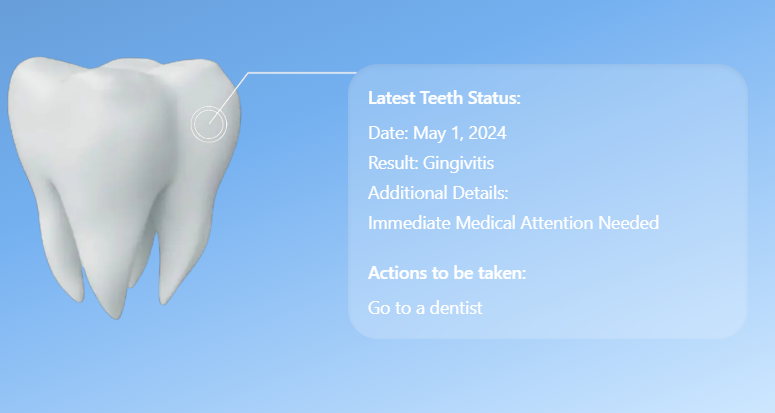 Latest Teeth Status:
Date: May 1, 2024
Result: Gingivitis
Additional Details:
Immediate Medical Attention Needed
Actions to be taken:
Go to a dentist